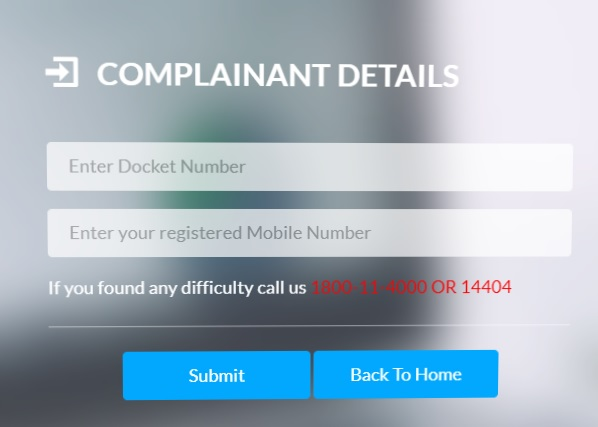 COMPLAINANT DETAILS
Enter Docket Number
Enter your registered Mobile Number
If you found any difficulty call us 1800-11-4000 OR 14404
Submit Back To Home